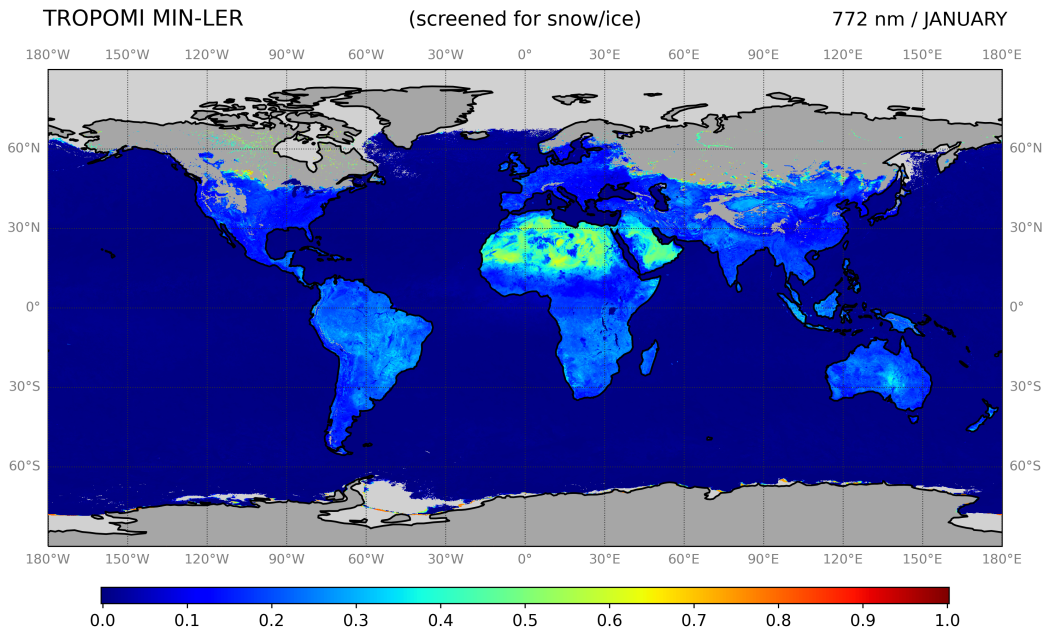 TROPOMI MIN-LER (screened for snow/ice) 772 nm / JANUARY
180°W 150°W 120°W 90°W 60°W 30°W 0° 30°E 60°E 90°E 120°E 150°E 180°E
60°N 60°N
30°N 30°N
0° 0°
30°S 30°S
60°S 60°S
180°W 150°W 120°W 90°W 60°W 30°W 0° 30°E 60°E 90°E 120°E 150°E 180°E
0.0 0.1 0.2 0.3 0.4 0.5 0.6 0.7 0.8 0.9 1.0